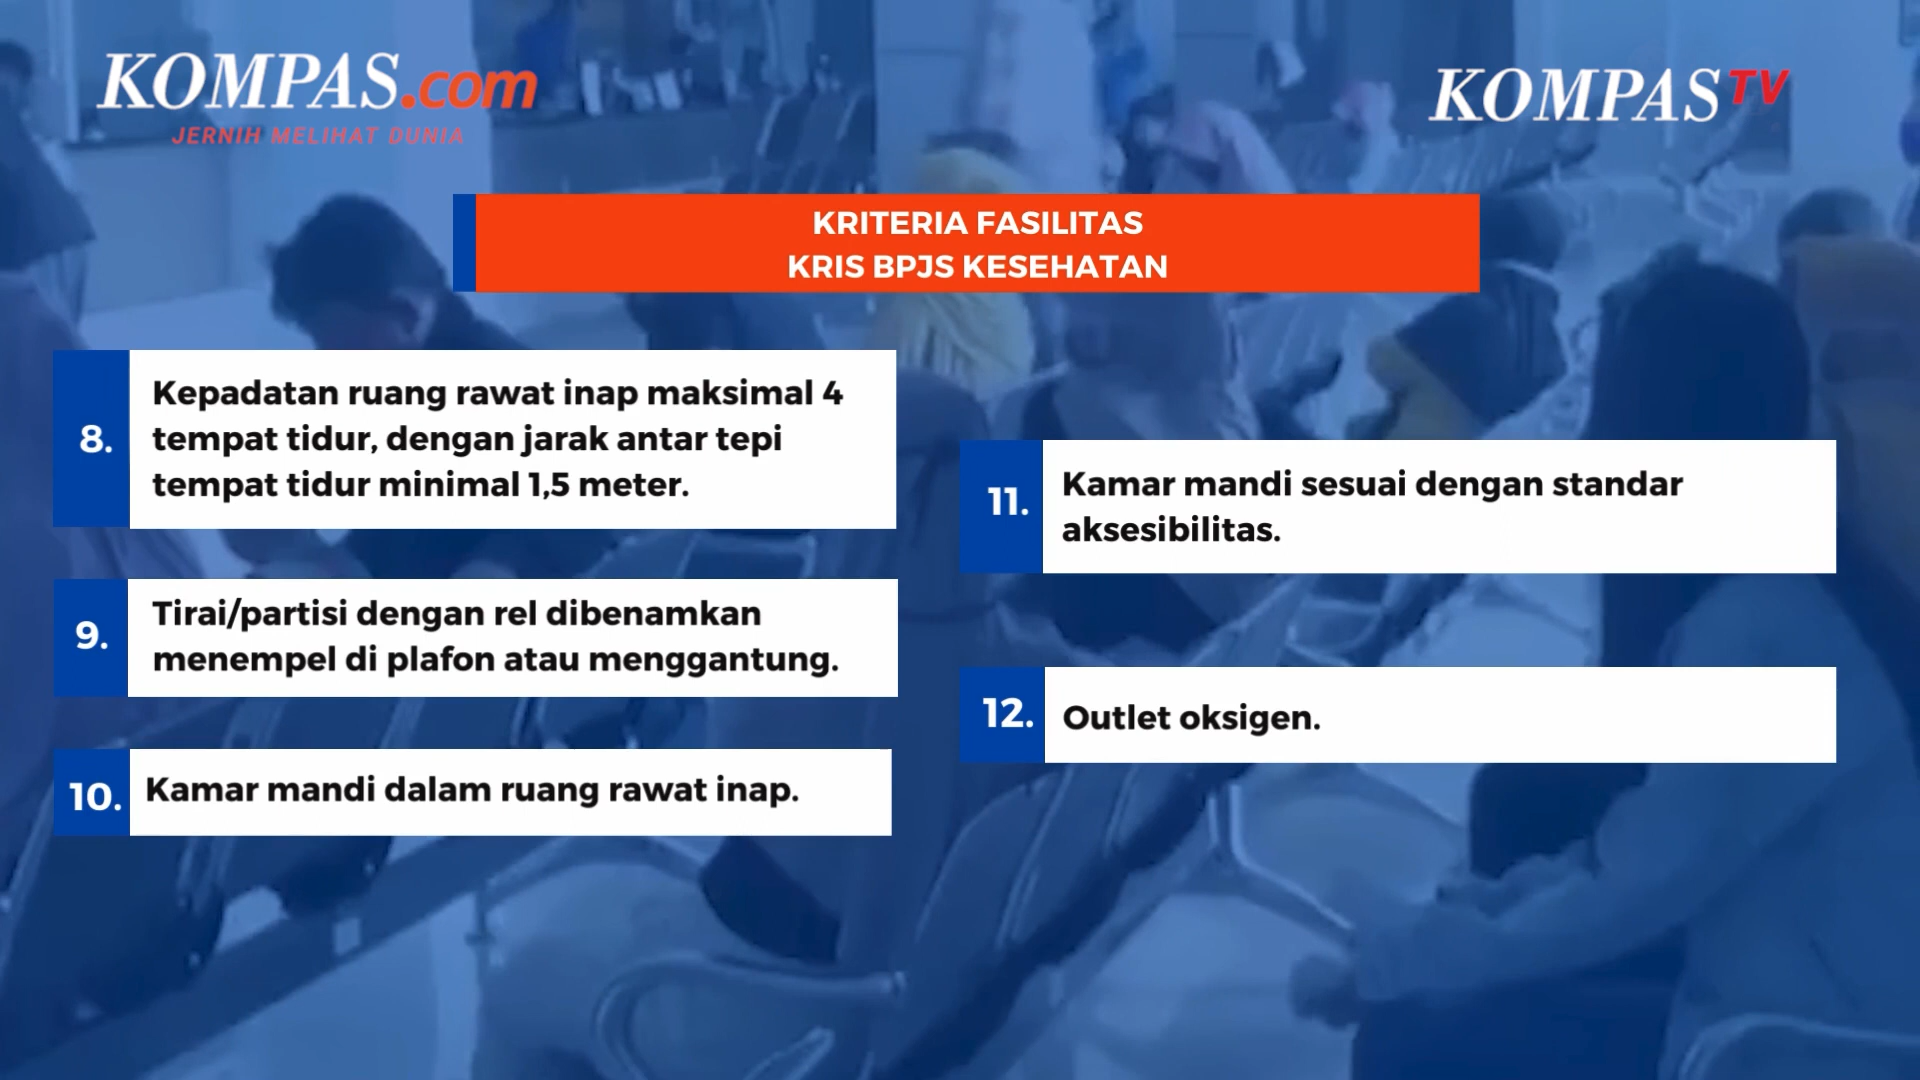 KOMPAS.com
JERNIH MELIHAT DUNIA
KOMPAS TV
KRITERIA FASILITAS
KRIS BPJS KESEHATAN
8.
Kepadatan ruang rawat inap maksimal 4
tempat tidur, dengan jarak antar tepi
tempat tidur minimal 1,5 meter.
9.
Tirai/partisi dengan rel dibenamkan
menempel di plafon atau menggantung.
10.
Kamar mandi dalam ruang rawat inap.
11.
Kamar mandi sesuai dengan standar
aksesibilitas.
12.
Outlet oksigen.